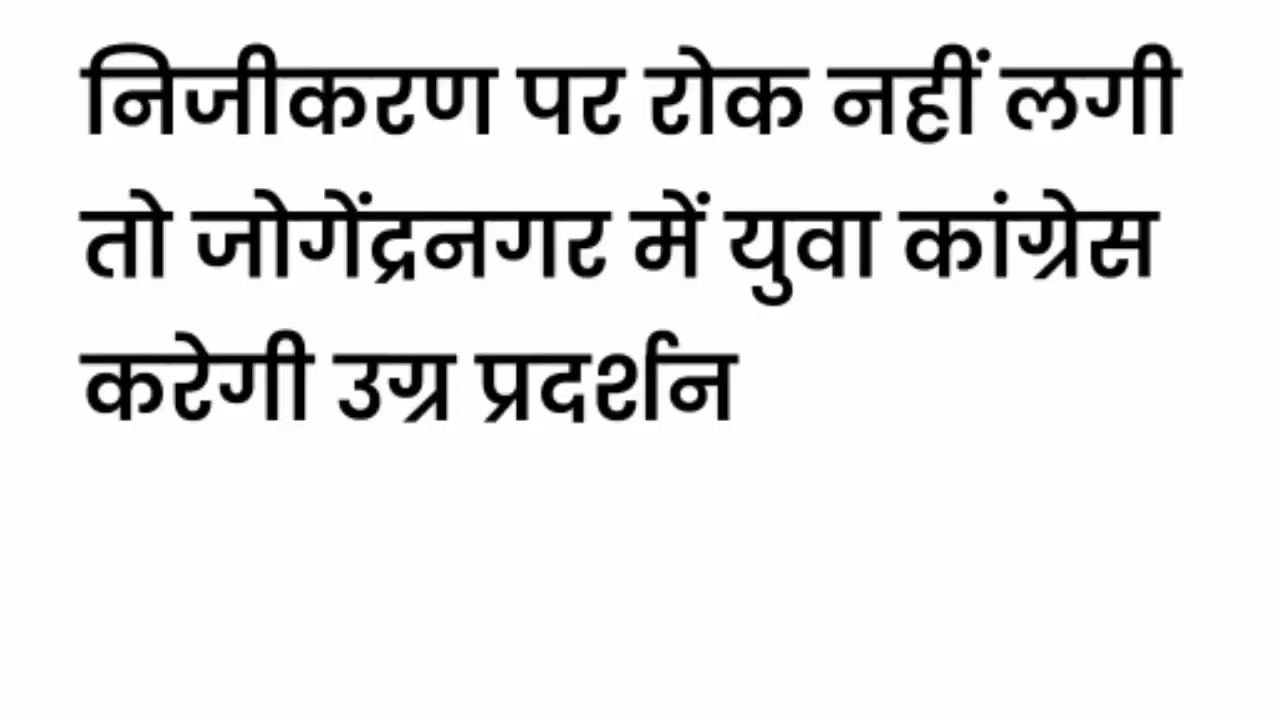 निजीकरण पर रोक नहीं लगी
तो जोगेंद्रनगर में युवा कांग्रेस
करेगी उग्र प्रदर्शन